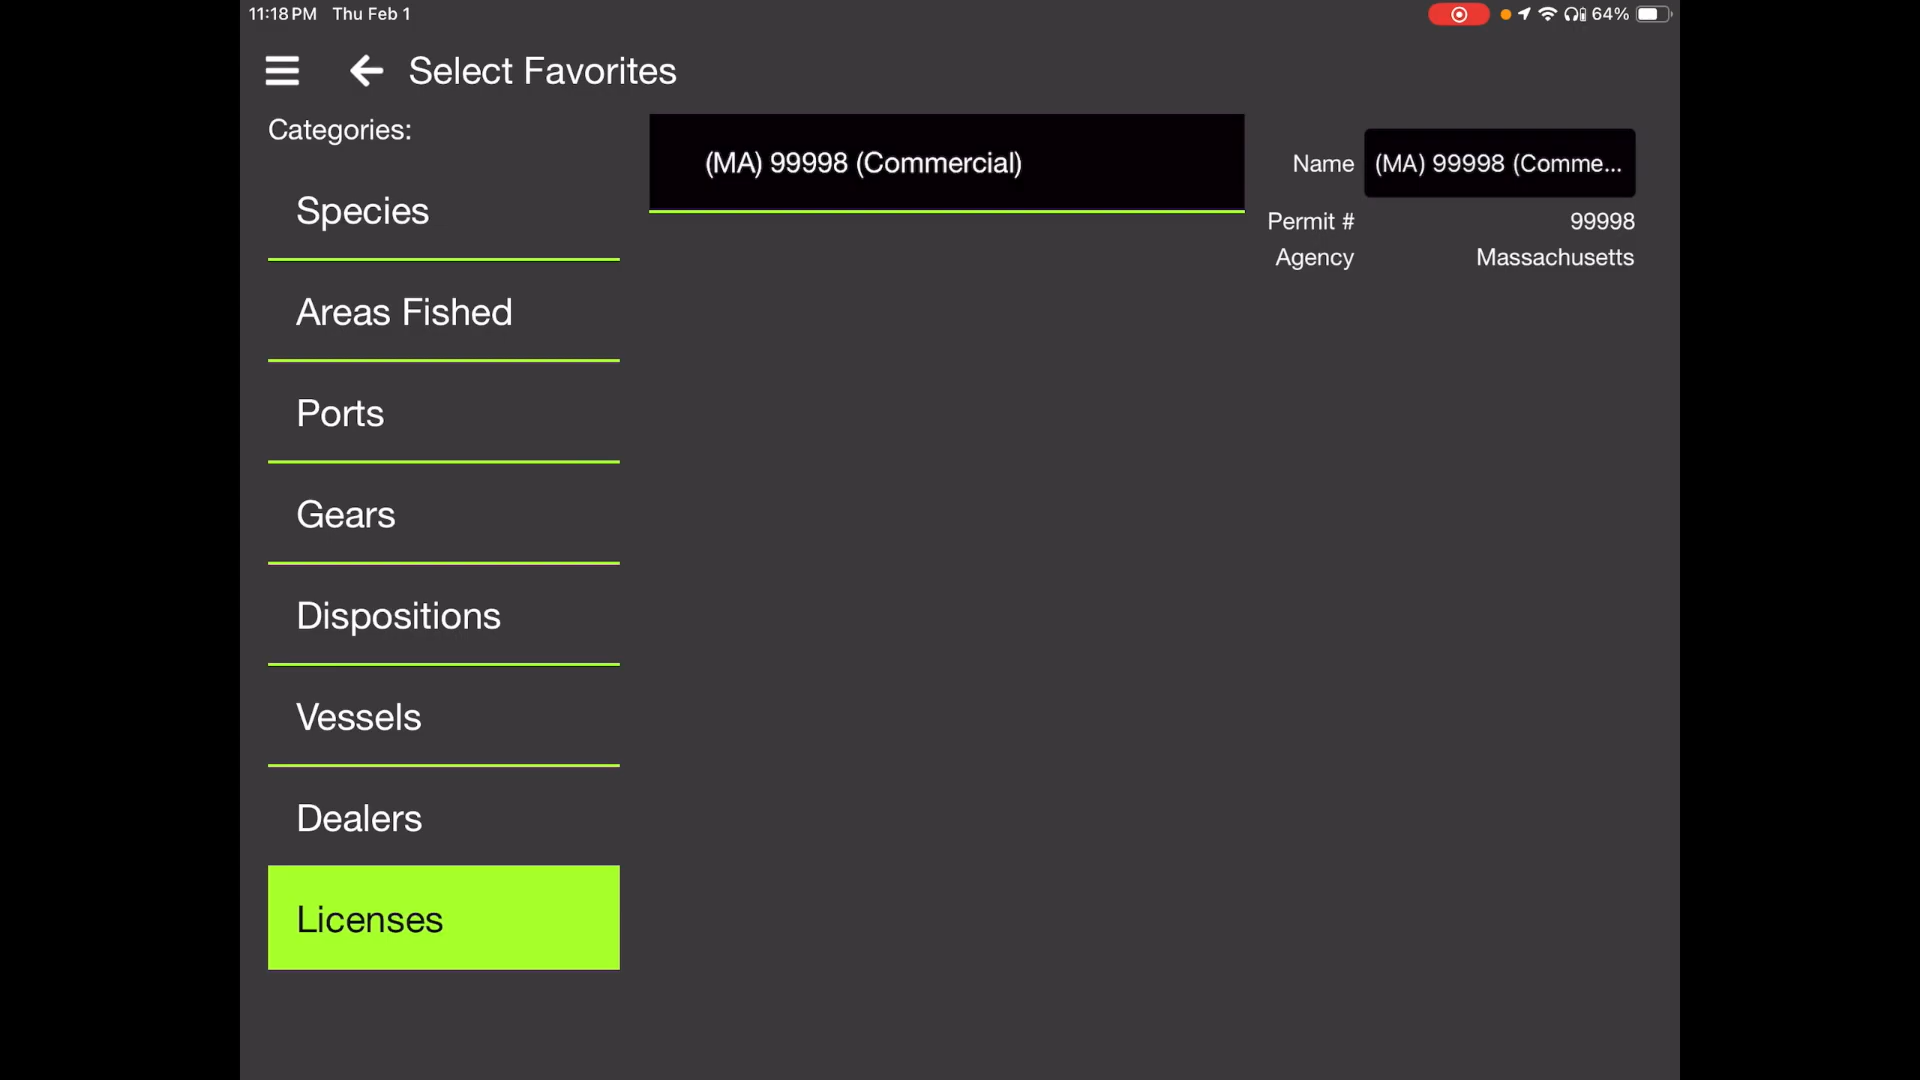 11:18 PM Thu Feb 1
64%
Select Favorites
Categories:
Species
Areas Fished
Ports
Gears
Dispositions
Vessels
Dealers
Licenses
(MA) 99998 (Commercial)
Name (MA) 99998 (Comme...
Permit # 99998
Agency Massachusetts